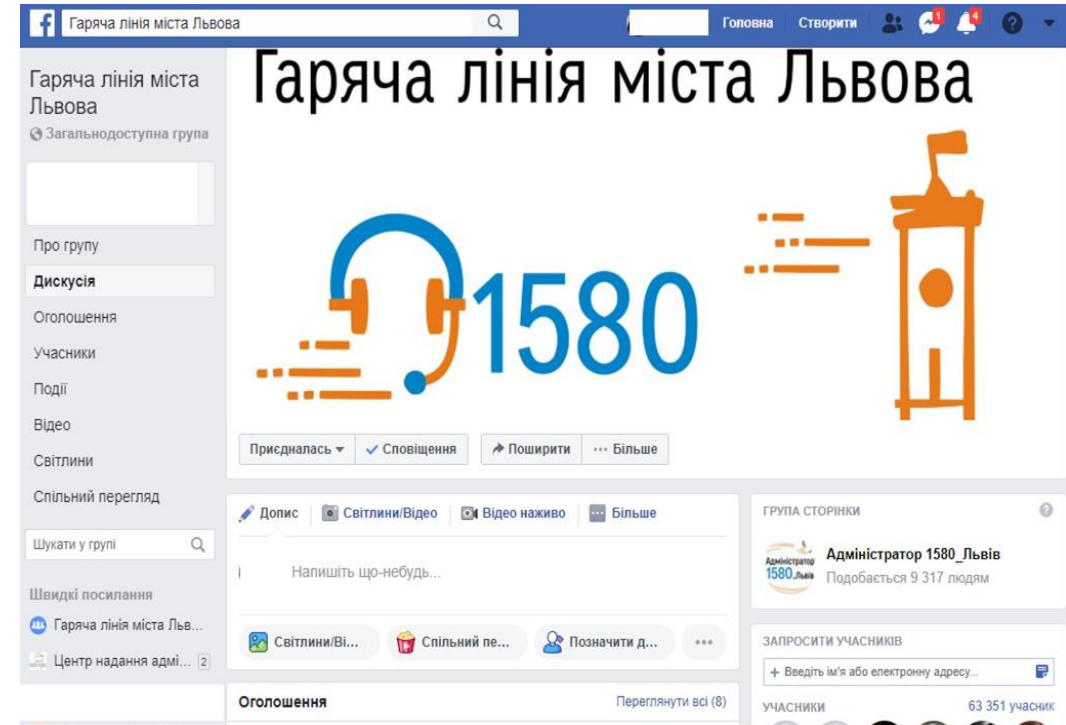 Гаряча лінія міста Львова
Головна
Створити
1
4
Гаряча лінія міста
Львова
Загальнодоступна група
Про групу
Дискусія
Оголошення
Учасники
Події
Відео
Світлини
Спільний перегляд
Шукати у групі
Швидкі посилання
Гаряча лінія міста Льв...
Центр надання адмі... 2
Гаряча лінія міста Львова
1580
Приєдналась
Сповіщення
Поширити
Більше
Допис
Світлини/Відео
Відео наживо
Більше
Напишіть що-небудь...
Світлини/Ві...
Спільний пе...
Позначити д...
Оголошення
Переглянути всі (8)
ГРУПА СТОРІНКИ
Адміністратор
1580_Львів
Адміністратор 1580_Львів
Подобається 9 317 людям
ЗАПРОСИТИ УЧАСНИКІВ
+ Введіть ім'я або електронну адресу...
УЧАСНИКИ
63 351 учасник